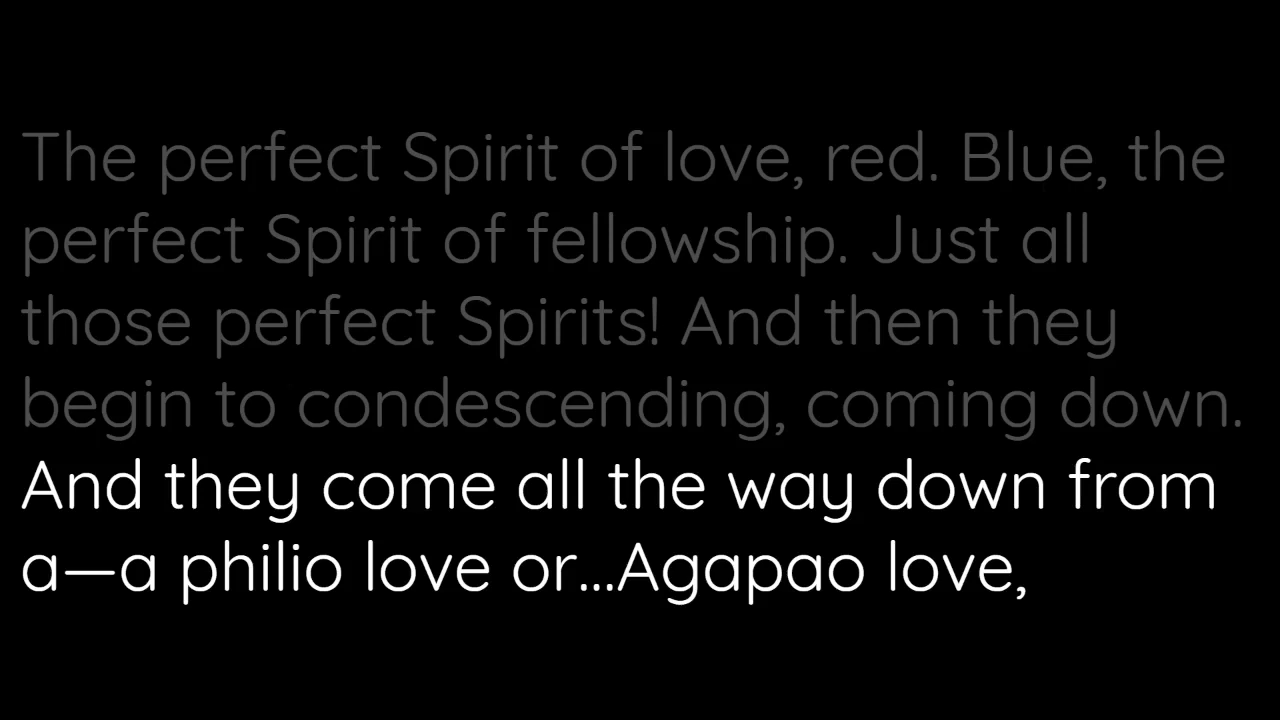 The perfect Spirit of love, red. Blue, the
perfect Spirit of fellowship. Just all
those perfect Spirits! And then they
begin to condescending, coming down.
And they come all the way down from
a—a philio love or...Agapao love,